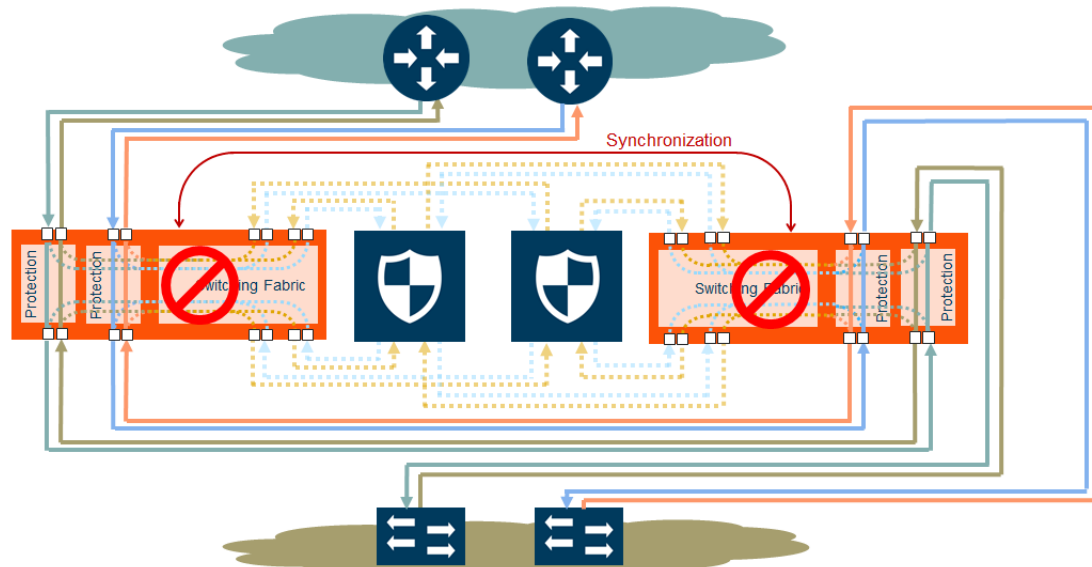 Synchronization
Protection
Protection
Switching Fabric
Switching Fabric
Protection
Protection